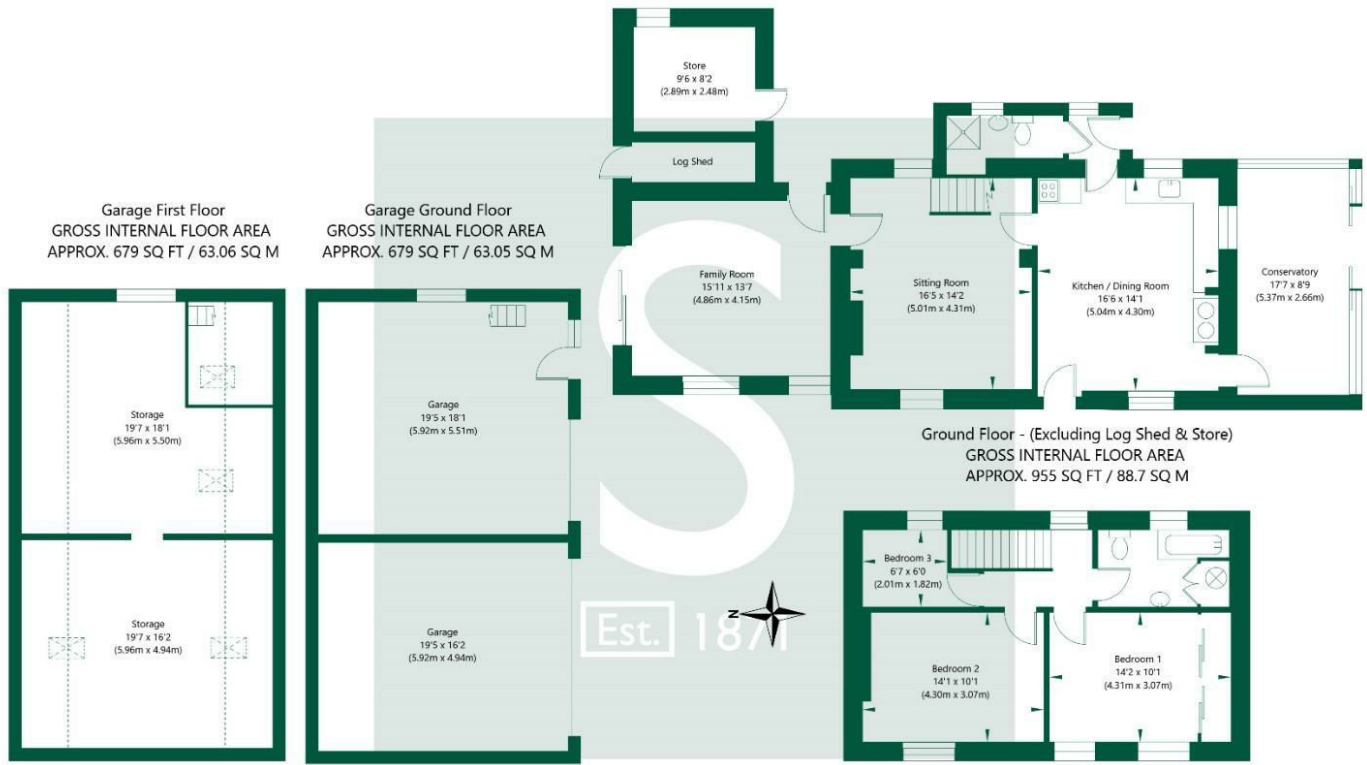 Store
9'6 x 8'2
(2.89m x 2.48m)
Log Shed
Garage First Floor
GROSS INTERNAL FLOOR AREA
APPROX. 679 SQ FT / 63.06 SQ M
Garage Ground Floor
GROSS INTERNAL FLOOR AREA
APPROX. 679 SQ FT / 63.05 SQ M
Family Room
15'11 x 13'7
(4.86m x 4.15m)
Sitting Room
16'5 x 14'2
(5.01m x 4.31m)
Kitchen / Dining Room
16'6 x 14'1
(5.04m x 4.30m)
Conservatory
17'7 x 8'9
(5.37m x 2.66m)
Storage
19'7 x 18'1
(5.96m x 5.50m)
Garage
19'5 x 18'1
(5.92m x 5.51m)
Ground Floor - (Excluding Log Shed & Store)
GROSS INTERNAL FLOOR AREA
APPROX. 955 SQ FT / 88.7 SQ M
S
Est. 1871
N
Storage
19'7 x 16'2
(5.96m x 4.94m)
Garage
19'5 x 16'2
(5.92m x 4.94m)
Bedroom 3
6'7 x 6'0
(2.01m x 1.82m)
Bedroom 2
14'1 x 10'1
(4.30m x 3.07m)
Bedroom 1
14'2 x 10'1
(4.31m x 3.07m)